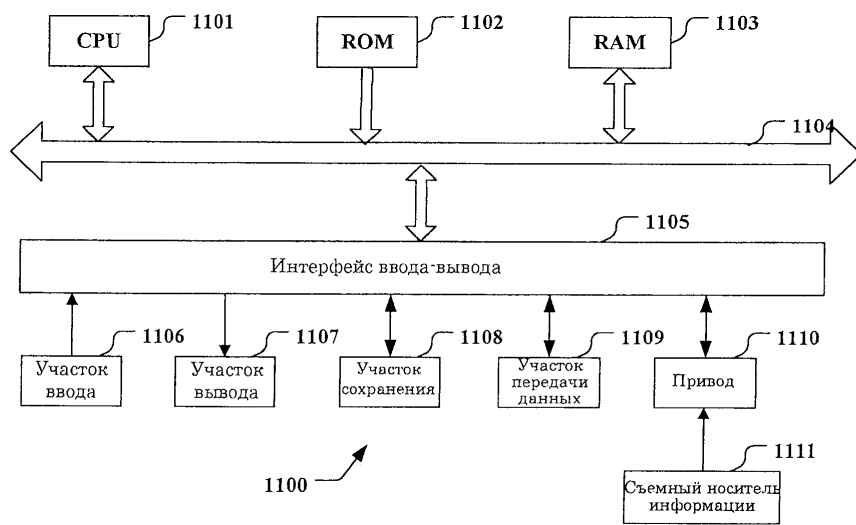 CPU 1101 ROM 1102 RAM 1103
1104
1105
Интерфейс ввода-вывода
1106 1107 1108 1109 1110
Участок
ввода
Участок
вывода
Участок
сохранения
Участок
передачи
данных
Привод
1100
1111
Съемный носитель
информации